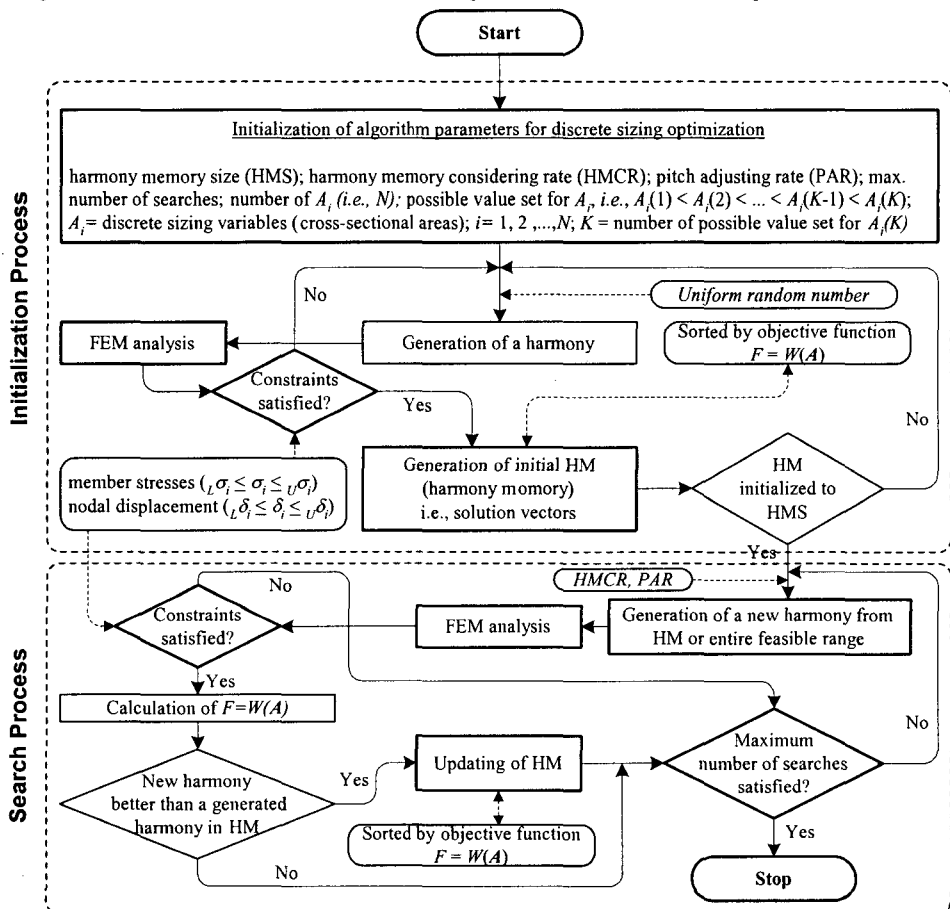 Start
Initialization Process
Initialization of algorithm parameters for discrete sizing optimization
harmony memory size (HMS); harmony memory considering rate (HMCR); pitch adjusting rate (PAR); max.
number of searches; number of A_i (i.e., N); possible value set for A_i, i.e., A_i(1) < A_i(2) < ... < A_i(K-1) < A_i(K);
A_i = discrete sizing variables (cross-sectional areas); i= 1, 2 ,...,N; K = number of possible value set for A_i(K)
No
Uniform random number
FEM analysis
Generation of a harmony
Sorted by objective function
F = W(A)
Constraints
satisfied?
Yes
No
member stresses (_Lσ_i ≤ σ_i ≤ _Uσ_i)
nodal displacement (_Lδ_i ≤ δ_i ≤ _Uδ_i)
Generation of initial HM
(harmony momory)
i.e., solution vectors
HM
initialized to
HMS
Yes
Search Process
No
HMCR, PAR
Constraints
satisfied?
FEM analysis
Generation of a new harmony from
HM or entire feasible range
Yes
Calculation of F=W(A)
No
New harmony
better than a generated
harmony in HM
Yes
Updating of HM
Maximum
number of searches
satisfied?
Sorted by objective function
F = W(A)
Yes
No
Stop